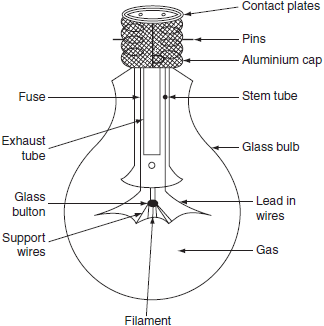 Contact plates
Pins
Aluminium cap
Fuse
Stem tube
Exhaust
tube
Glass bulb
Glass
bulton
Lead in
wires
Support
wires
Gas
Filament